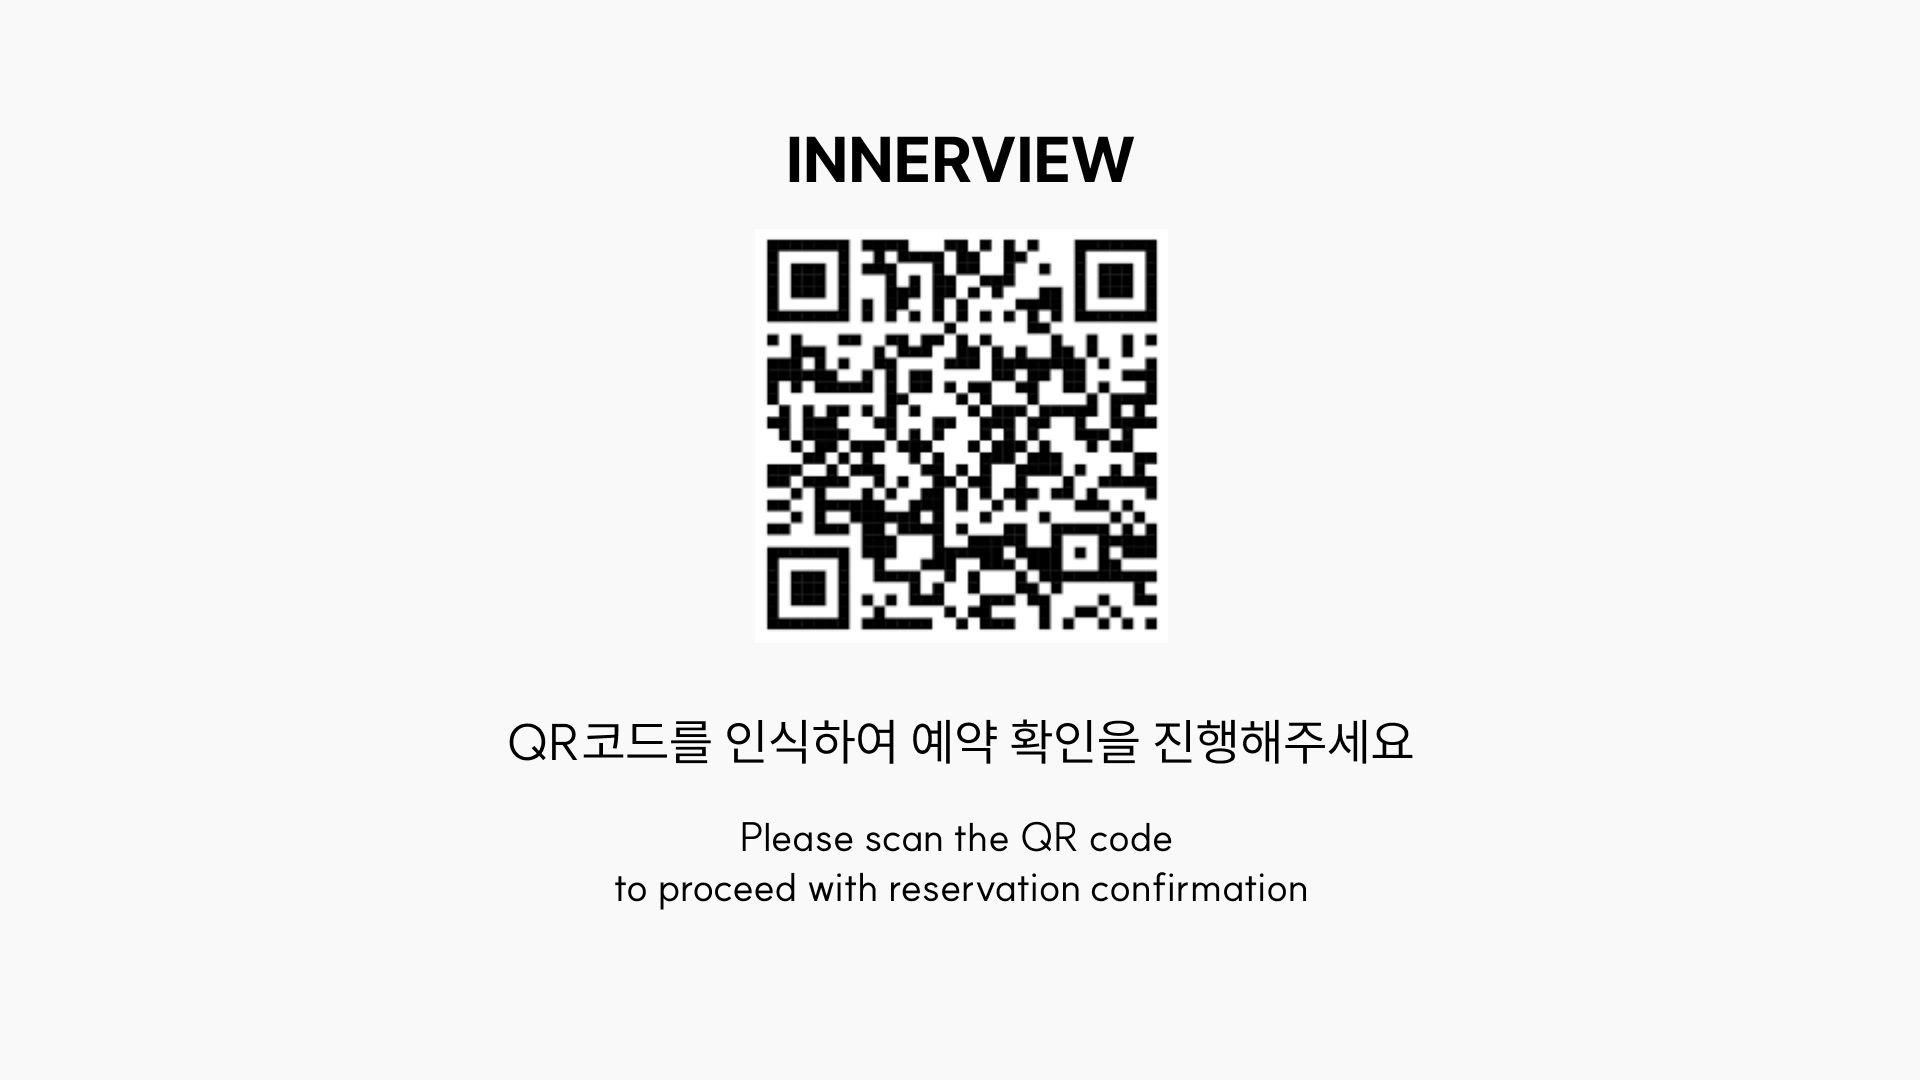 INNERVIEW
QR코드를 인식하여 예약 확인을 진행해주세요
Please scan the QR code
to proceed with reservation confirmation